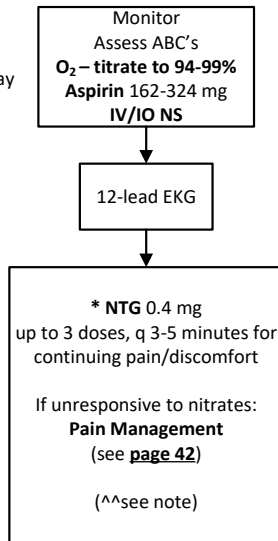 Monitor
Assess ABC's
O₂ – titrate to 94-99%
ay
Aspirin 162-324 mg
IV/IO NS
12-lead EKG
* NTG 0.4 mg
up to 3 doses, q 3-5 minutes for
continuing pain/discomfort
If unresponsive to nitrates:
Pain Management
(see page 42)
(^^see note)